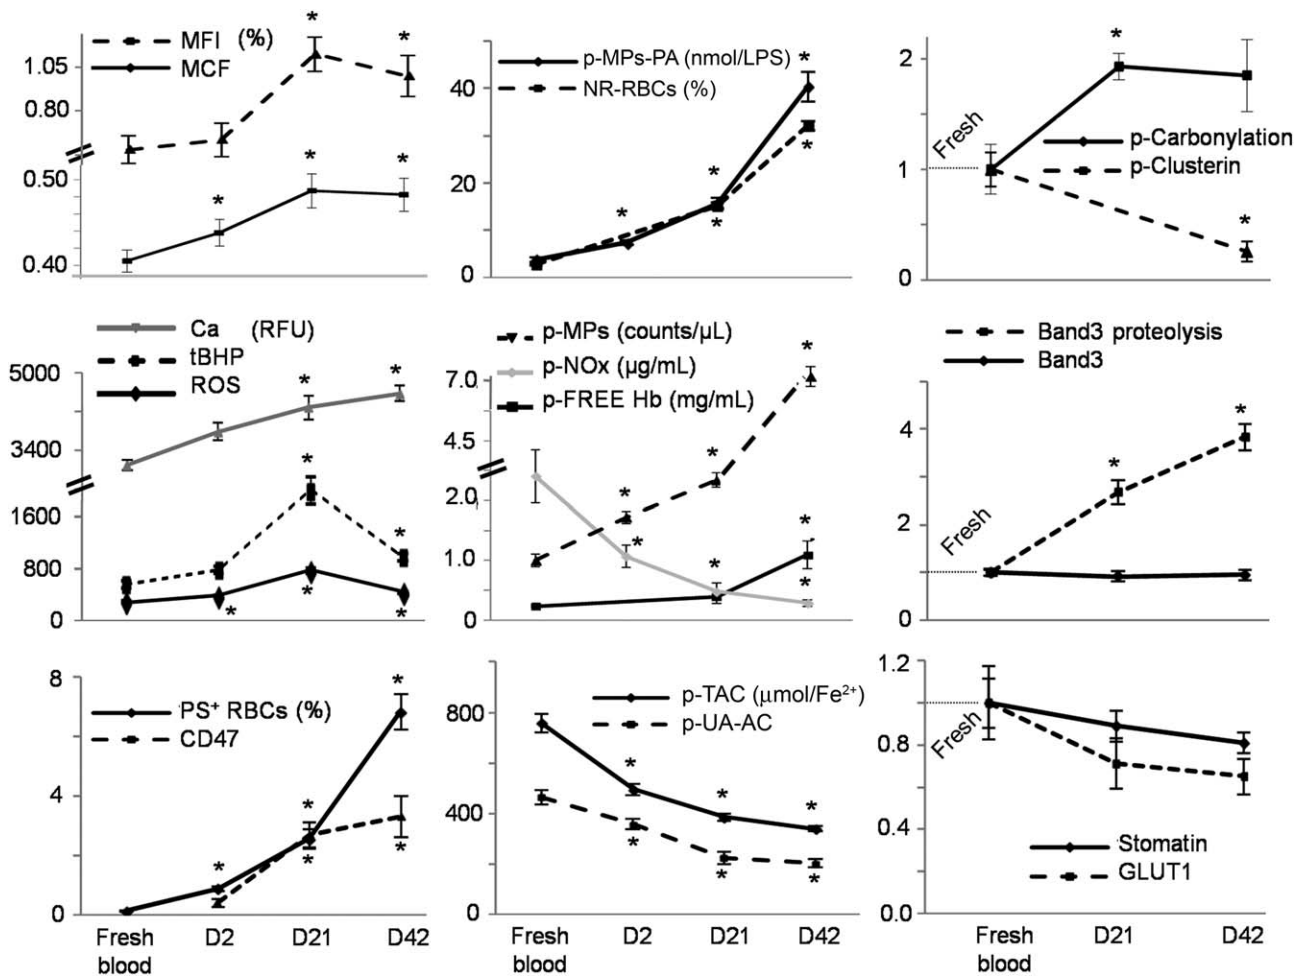 MFI (%)
MCF
1.05
0.80
0.50
0.40
* * * * *
p-MPs-PA (nmol/LPS)
NR-RBCs (%)
40
20
0
* * * * *
2
1
0
Fresh
p-Carbonylation
p-Clusterin
* *
Ca (RFU)
tBHP
ROS
5000
3400
1600
800
0
* * * * * * *
p-MPs (counts/µL)
p-NOx (µg/mL)
p-FREE Hb (mg/mL)
7.0
4.5
2.0
1.0
0
* * * * * * *
Band3 proteolysis
Band3
4
2
0
Fresh
* *
PS⁺ RBCs (%)
CD47
8
4
0
* * * * *
Fresh blood
D2
D21
D42
p-TAC (µmol/Fe²⁺)
p-UA-AC
800
400
0
* * * * * *
Fresh blood
D2
D21
D42
1.2
0.8
0.4
0.0
Fresh
Stomatin
GLUT1
Fresh blood
D21
D42